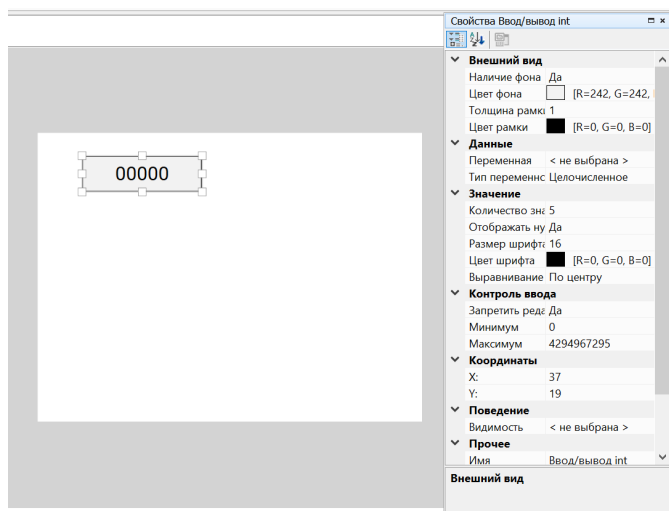 Свойства Ввод/вывод int
Внешний вид
Наличие фона Да
Цвет фона [R=242, G=242,
Толщина рамкı 1
Цвет рамки [R=0, G=0, B=0]
Данные
Переменная < не выбрана >
Тип переменнс Целочисленное
Значение
Количество зна 5
Отображать ну Да
Размер шрифта 16
Цвет шрифта [R=0, G=0, B=0]
Выравнивание По центру
Контроль ввода
Запретить реда Да
Минимум 0
Максимум 4294967295
Координаты
X: 37
Y: 19
Поведение
Видимость < не выбрана >
Прочее
Имя Ввод/вывод int
Внешний вид
00000